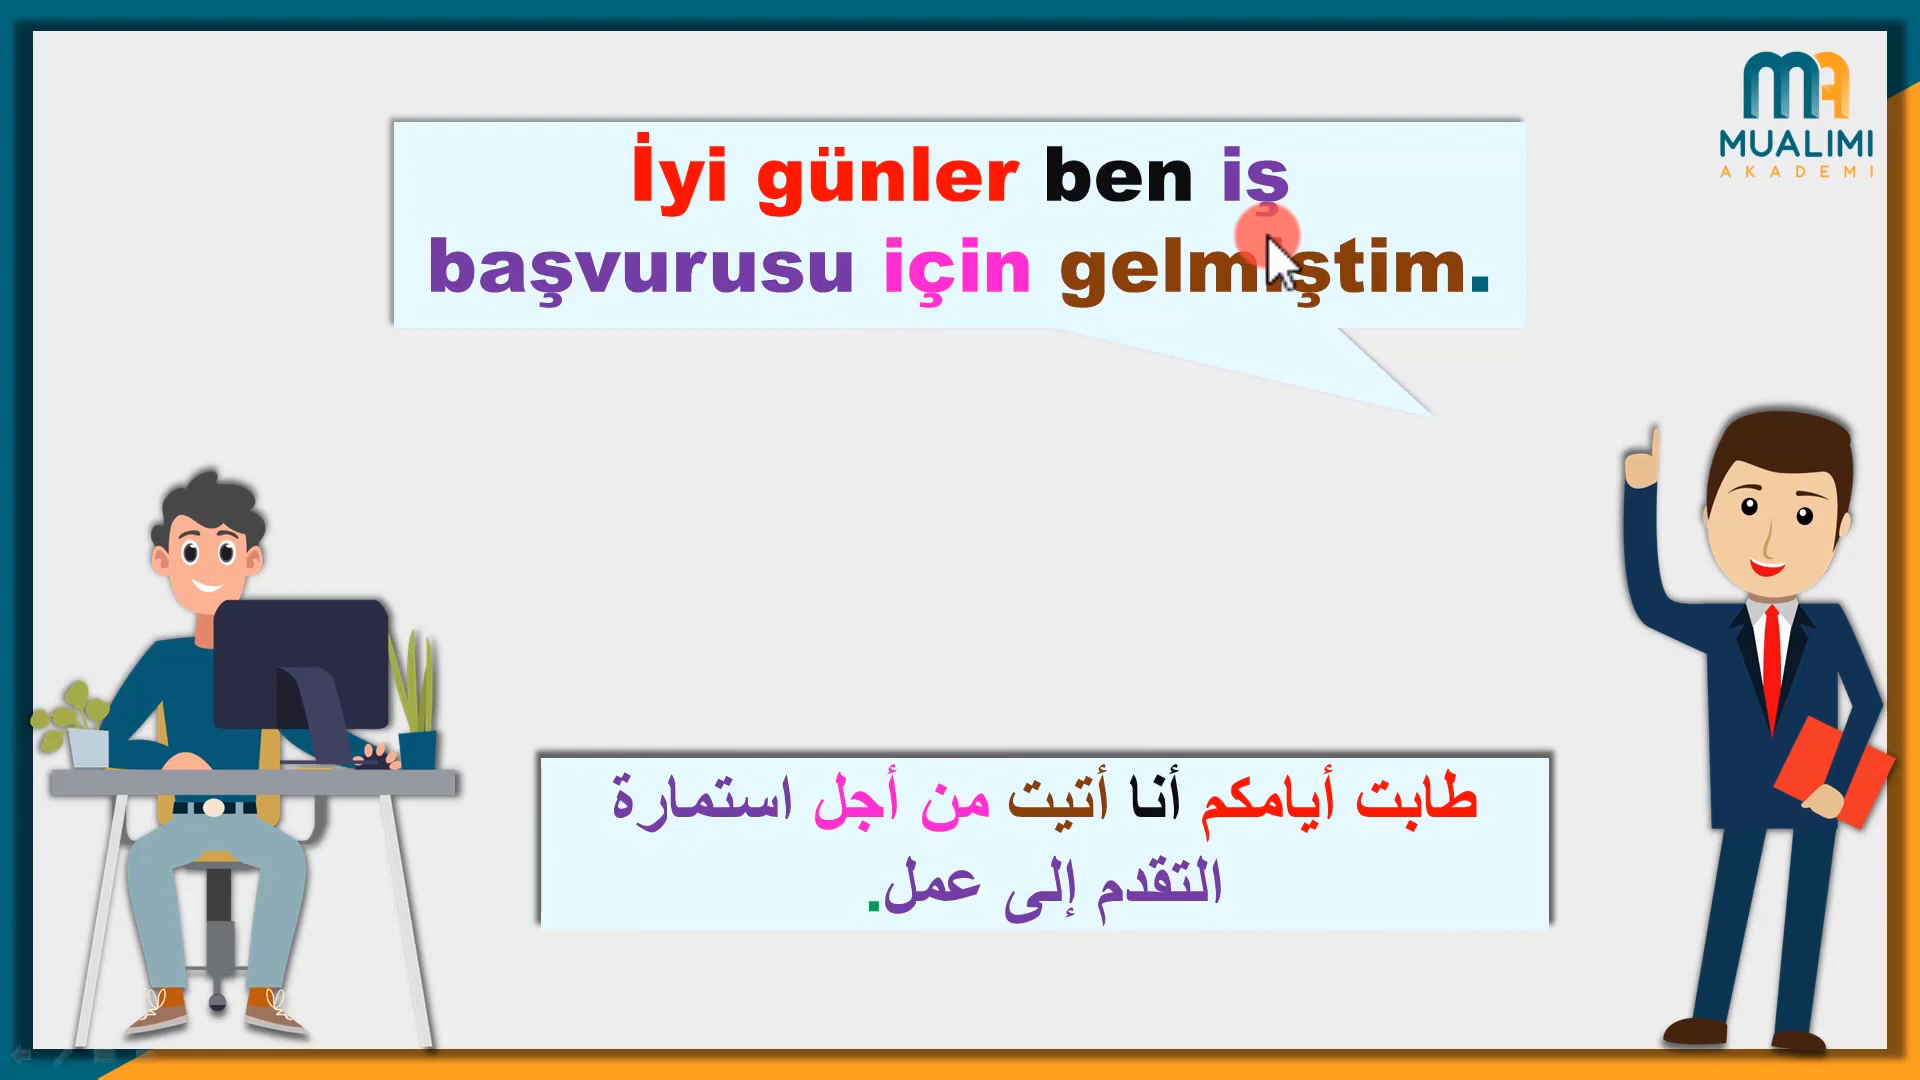 İyi günler ben iş
başvurusu için gelmiştim.
MUALIMI
AKADEMI
طابت أيامكم أنا أتيت من أجل استمارة
التقدم إلى عمل.